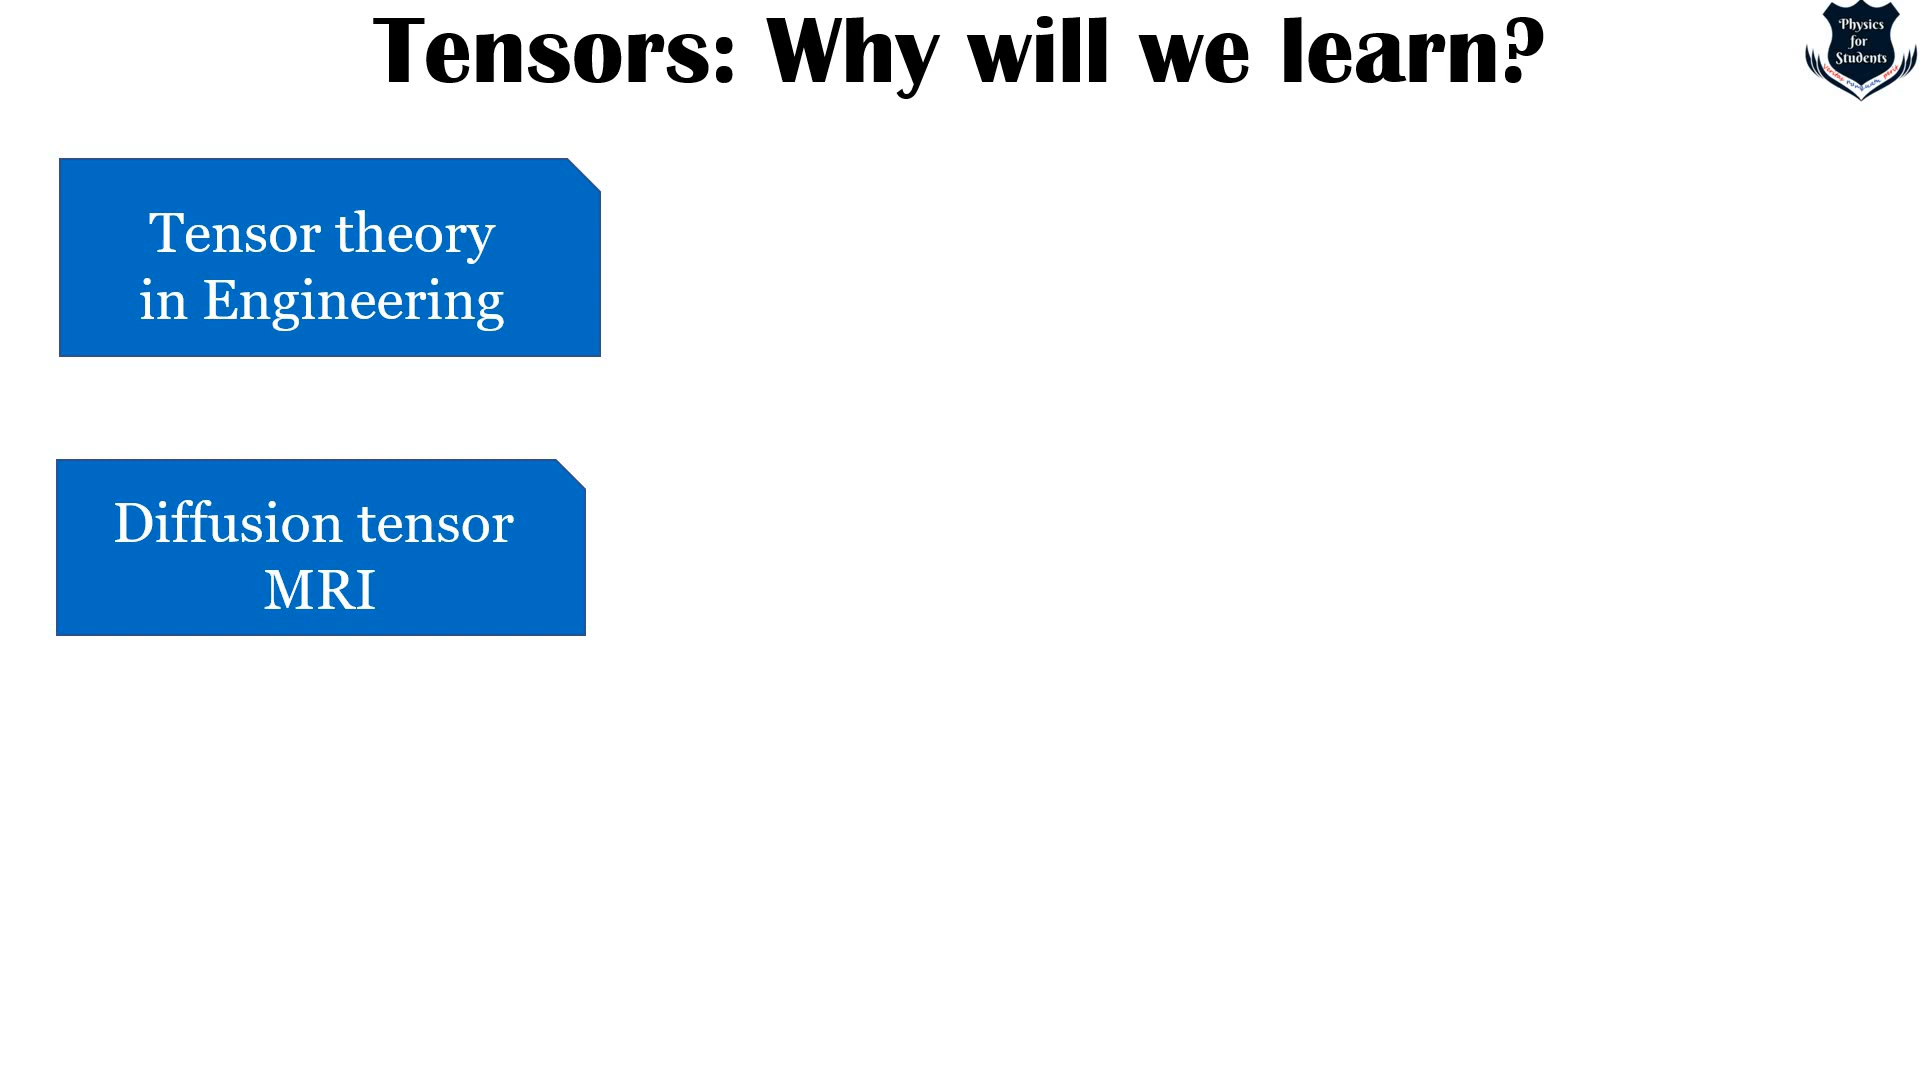 Tensors: Why will we learn?
Physics
for
Students
Tensor theory
in Engineering
Diffusion tensor
MRI